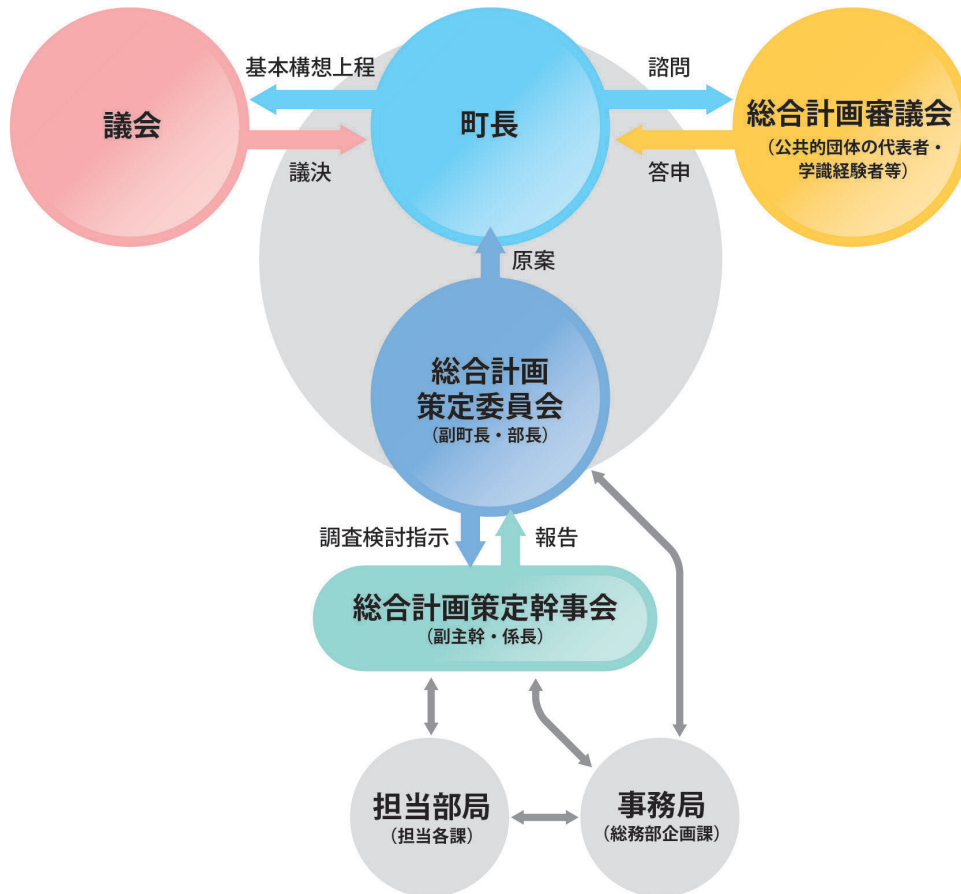 基本構想上程
諮問
議会
町長
総合計画審議会
（公共的団体の代表者・
学識経験者等）
議決
答申
原案
総合計画
策定委員会
（副町長・部長）
調査検討指示
報告
総合計画策定幹事会
（副主幹・係長）
担当部局
（担当各課）
事務局
（総務部企画課）